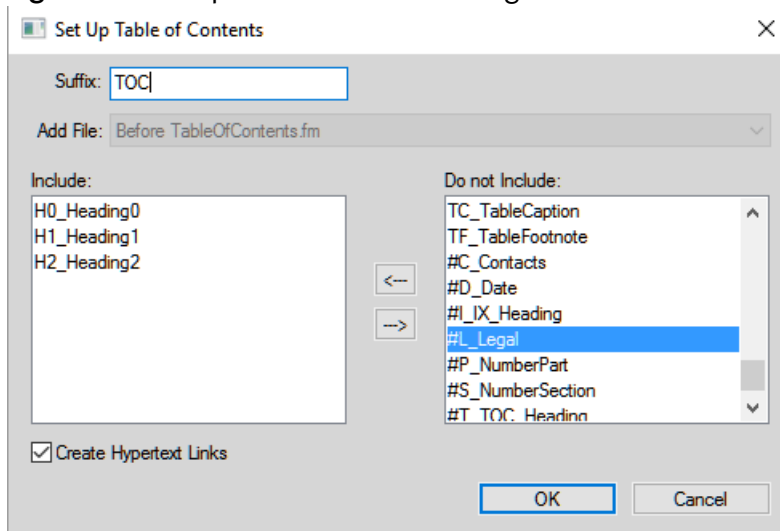 Set Up Table of Contents
Suffix: TOC
Add File: Before TableOfContents.fm
Include:
H0_Heading0
H1_Heading1
H2_Heading2
<---
--->
Do not Include:
TC_TableCaption
TF_TableFootnote
#C_Contacts
#D_Date
#I_IX_Heading
#L_Legal
#P_NumberPart
#S_NumberSection
#T_TOC_Heading
Create Hypertext Links
OK Cancel